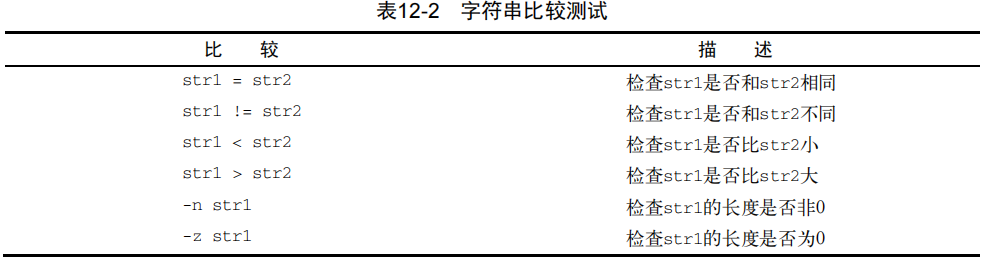 表12-2 字符串比较测试
比 较 描 述
str1 = str2 检查str1是否和str2相同
str1 != str2 检查str1是否和str2不同
str1 < str2 检查str1是否比str2小
str1 > str2 检查str1是否比str2大
-n str1 检查str1的长度是否非0
-z str1 检查str1的长度是否为0